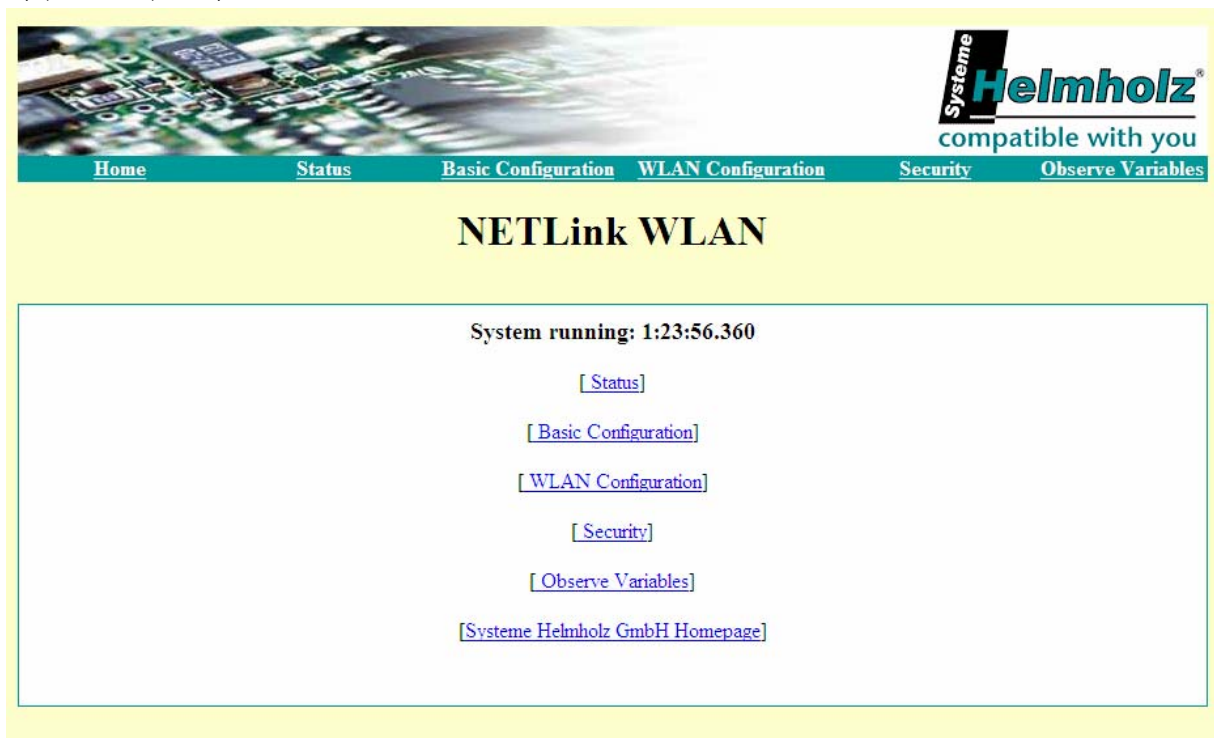 Systeme
Helmholz®
compatible with you
Home Status Basic Configuration WLAN Configuration Security Observe Variables
NETLink WLAN
System running: 1:23:56.360
[ Status]
[ Basic Configuration]
[ WLAN Configuration]
[ Security]
[ Observe Variables]
[Systeme Helmholz GmbH Homepage]